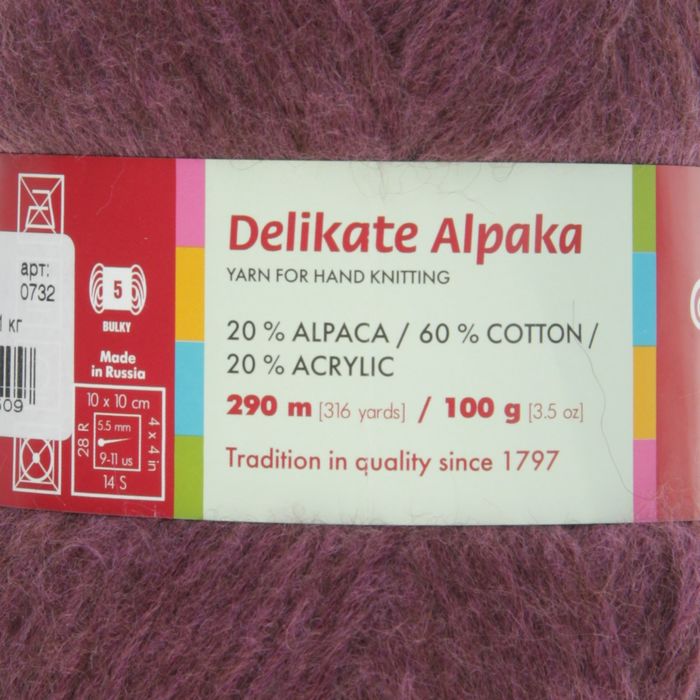 арт:
0732
кг
5
BULKY
Made
in Russia
10 x 10 cm
28 R
5.5 mm
9-11 us
4 x 4 in
14 S
Delikate Alpaka
YARN FOR HAND KNITTING
20 % ALPACA / 60 % COTTON /
20 % ACRYLIC
290 m [316 yards] / 100 g [3.5 oz]
Tradition in quality since 1797